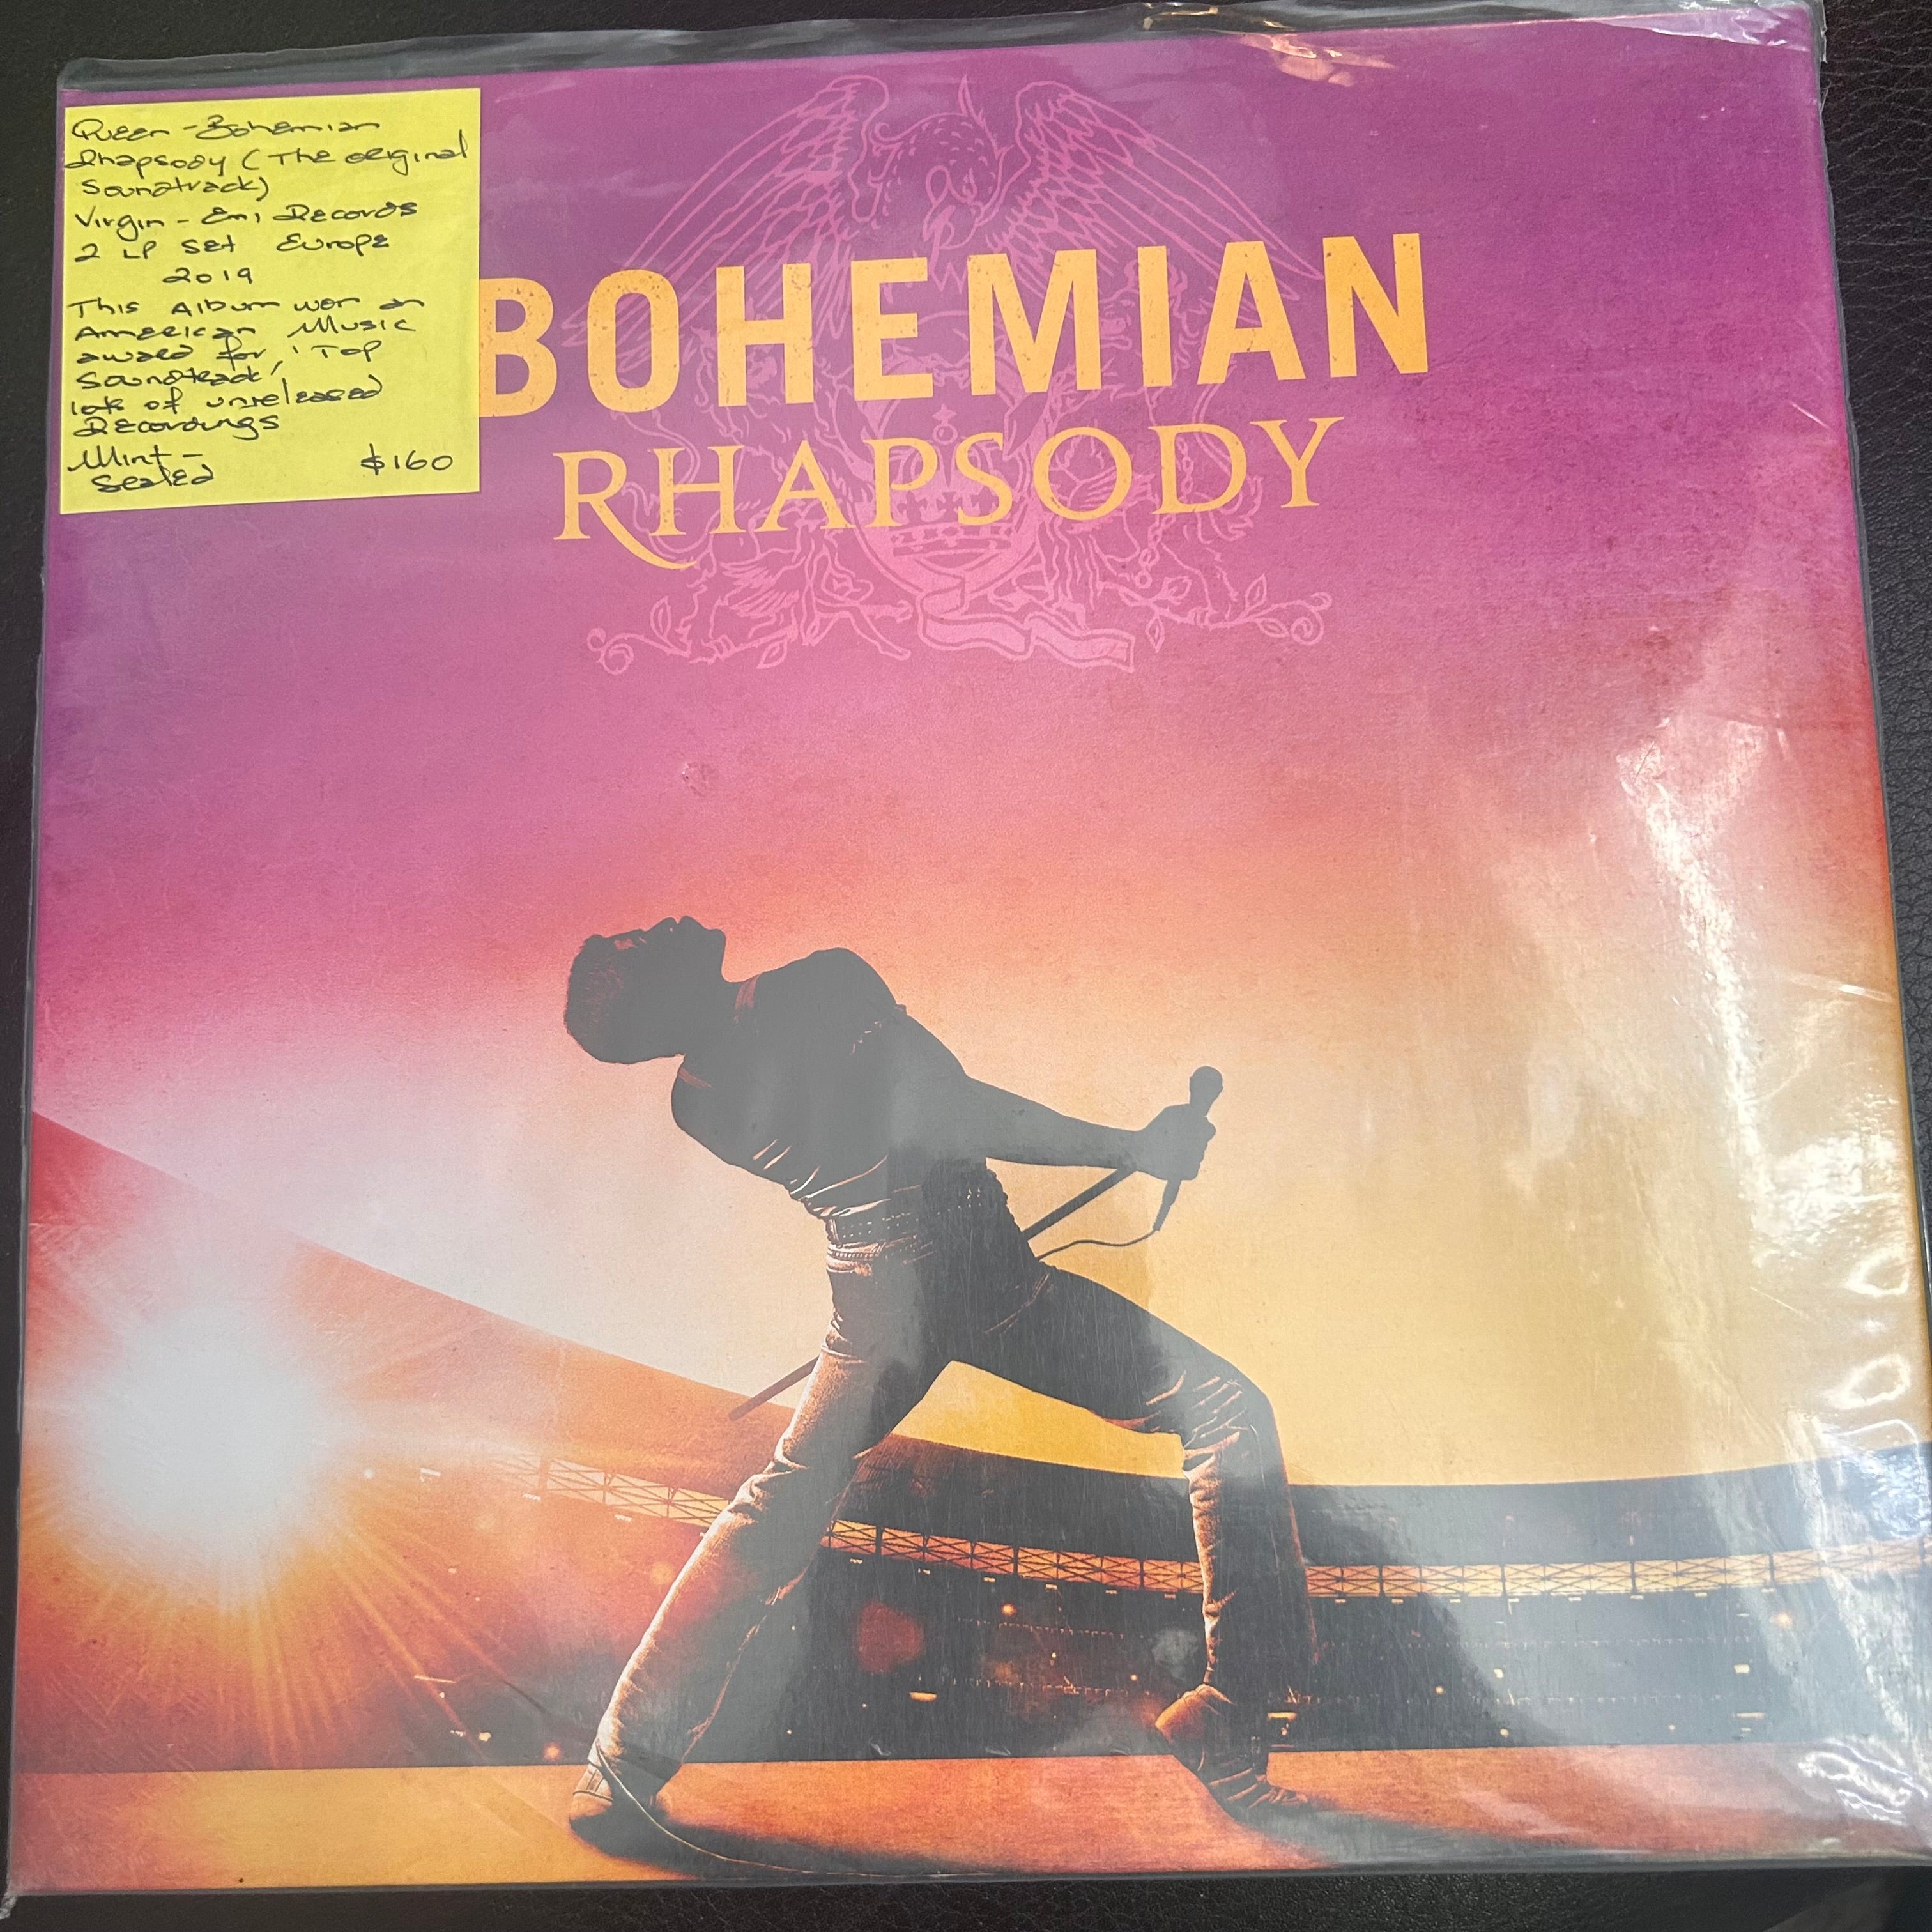 Queen - Bohemian
Rhapsody (The original
Soundtrack)
Virgin - Emi Records
2 LP Set Europe
2019
This Album won an
American Music
award for, 'Top
Soundtrack,'
lots of unreleased
Recordings
Mint -
Sealed $160
BOHEMIAN
RHAPSODY